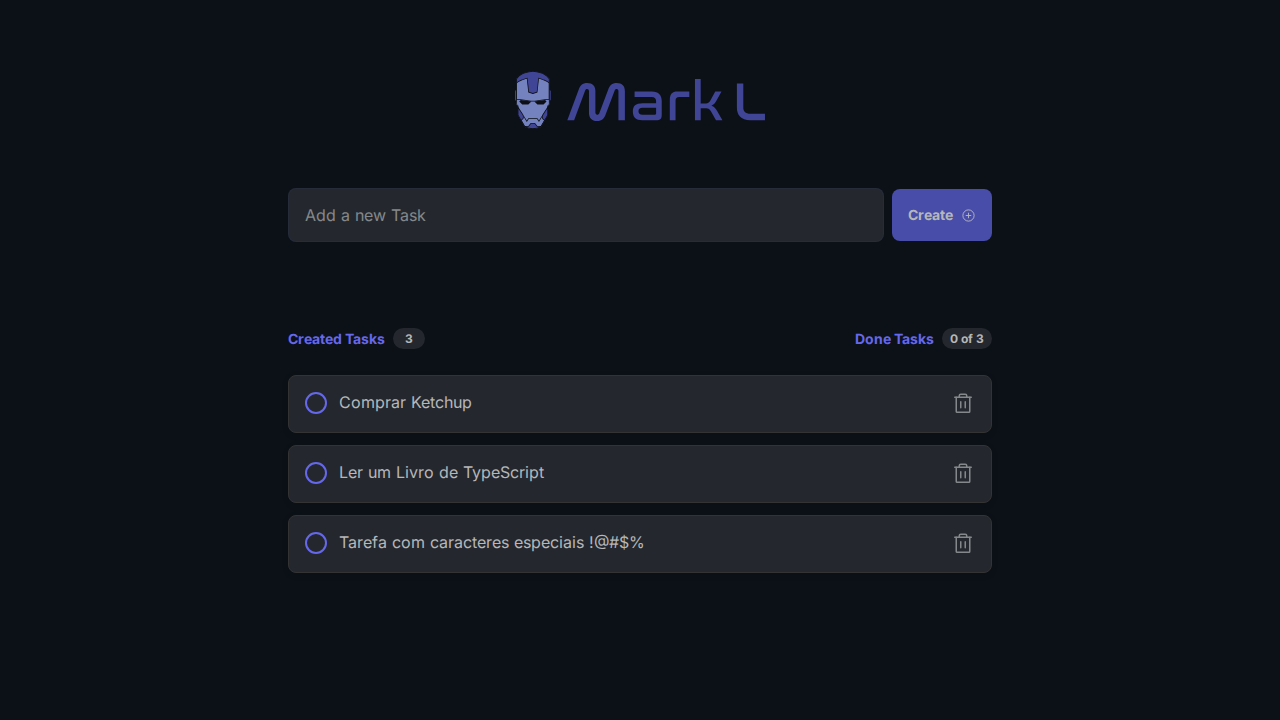 Mark L
Add a new Task
Create
Created Tasks 3
Done Tasks 0 of 3
Comprar Ketchup
Ler um Livro de TypeScript
Tarefa com caracteres especiais !@#$%